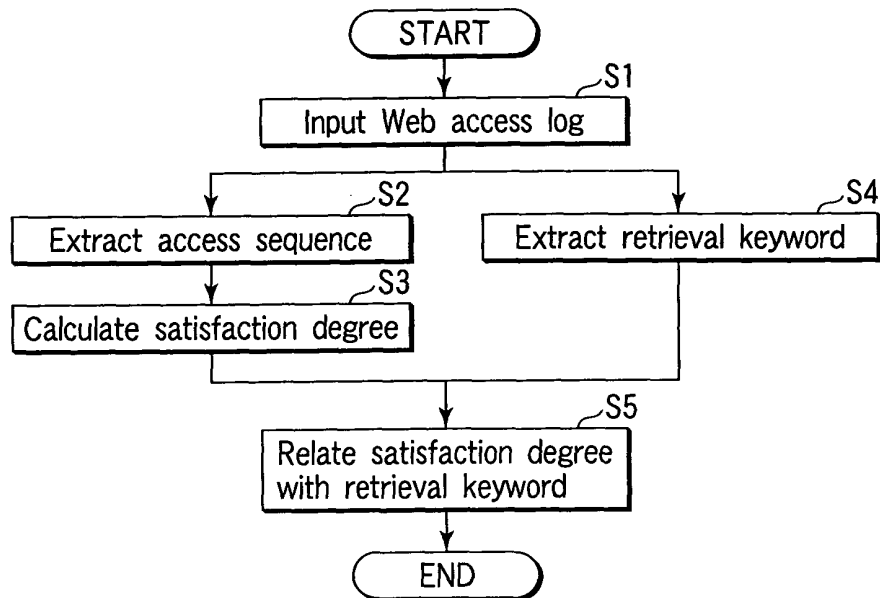 START
S1
Input Web access log
S2
Extract access sequence
S4
Extract retrieval keyword
S3
Calculate satisfaction degree
S5
Relate satisfaction degree
with retrieval keyword
END